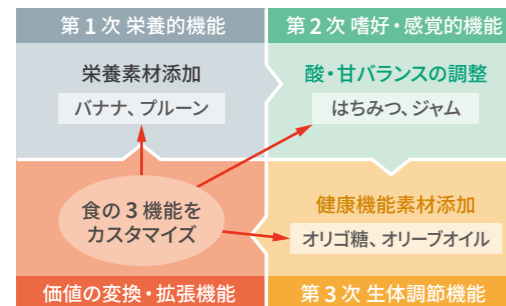 第1次 栄養的機能
栄養素材添加
バナナ、プルーン
第2次 嗜好・感覚的機能
酸・甘バランスの調整
はちみつ、ジャム
食の3機能を
カスタマイズ
価値の変換・拡張機能
健康機能素材添加
オリゴ糖、オリーブオイル
第3次 生体調節機能